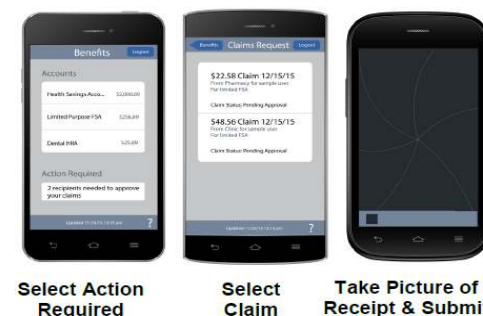 Benefits
Logout
Accounts
Health Savings Acco...
Limited Purpose FSA
Dental HRA
Action Required
2 recipients needed to approve
your claims
?
Benefits
Claims Request
Logout
$22.58 Claim 12/15/15
From Pharmacy for sample user
For limited FSA
Claim Status Pending Approval
$48.56 Claim 12/15/15
From Clinic for sample user
For limited FSA
Claim Status Pending Approval
?
Select Action
Required
Select
Claim
Take Picture of
Receipt & Submit